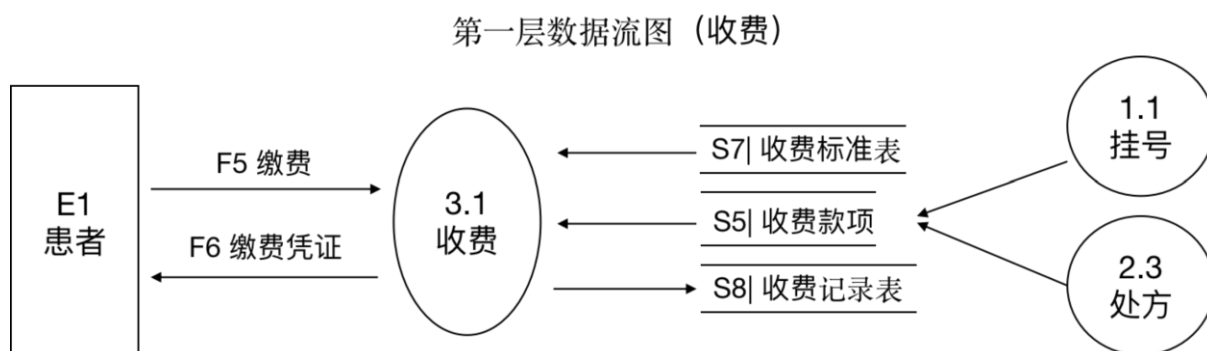 第一层数据流图（收费）
E1
患者
F5 缴费
F6 缴费凭证
3.1
收费
S7| 收费标准表
S5| 收费款项
S8| 收费记录表
1.1
挂号
2.3
处方